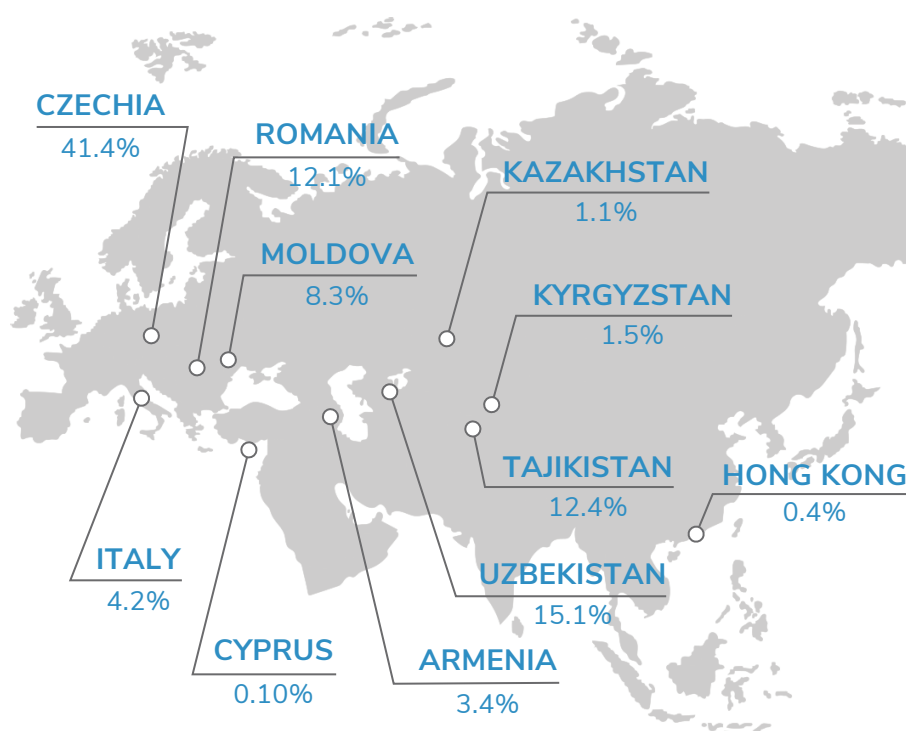 CZECHIA
41.4%
ROMANIA
12.1%
KAZAKHSTAN
1.1%
MOLDOVA
8.3%
KYRGYZSTAN
1.5%
TAJIKISTAN
12.4%
HONG KONG
0.4%
ITALY
4.2%
UZBEKISTAN
15.1%
CYPRUS
0.10%
ARMENIA
3.4%